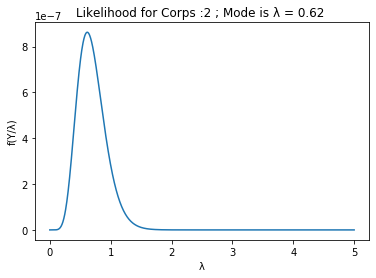 Likelihood for Corps :2 ; Mode is λ = 0.62
1e−7
8
6
4
2
0
f(Y/λ)
0 1 2 3 4 5
λ